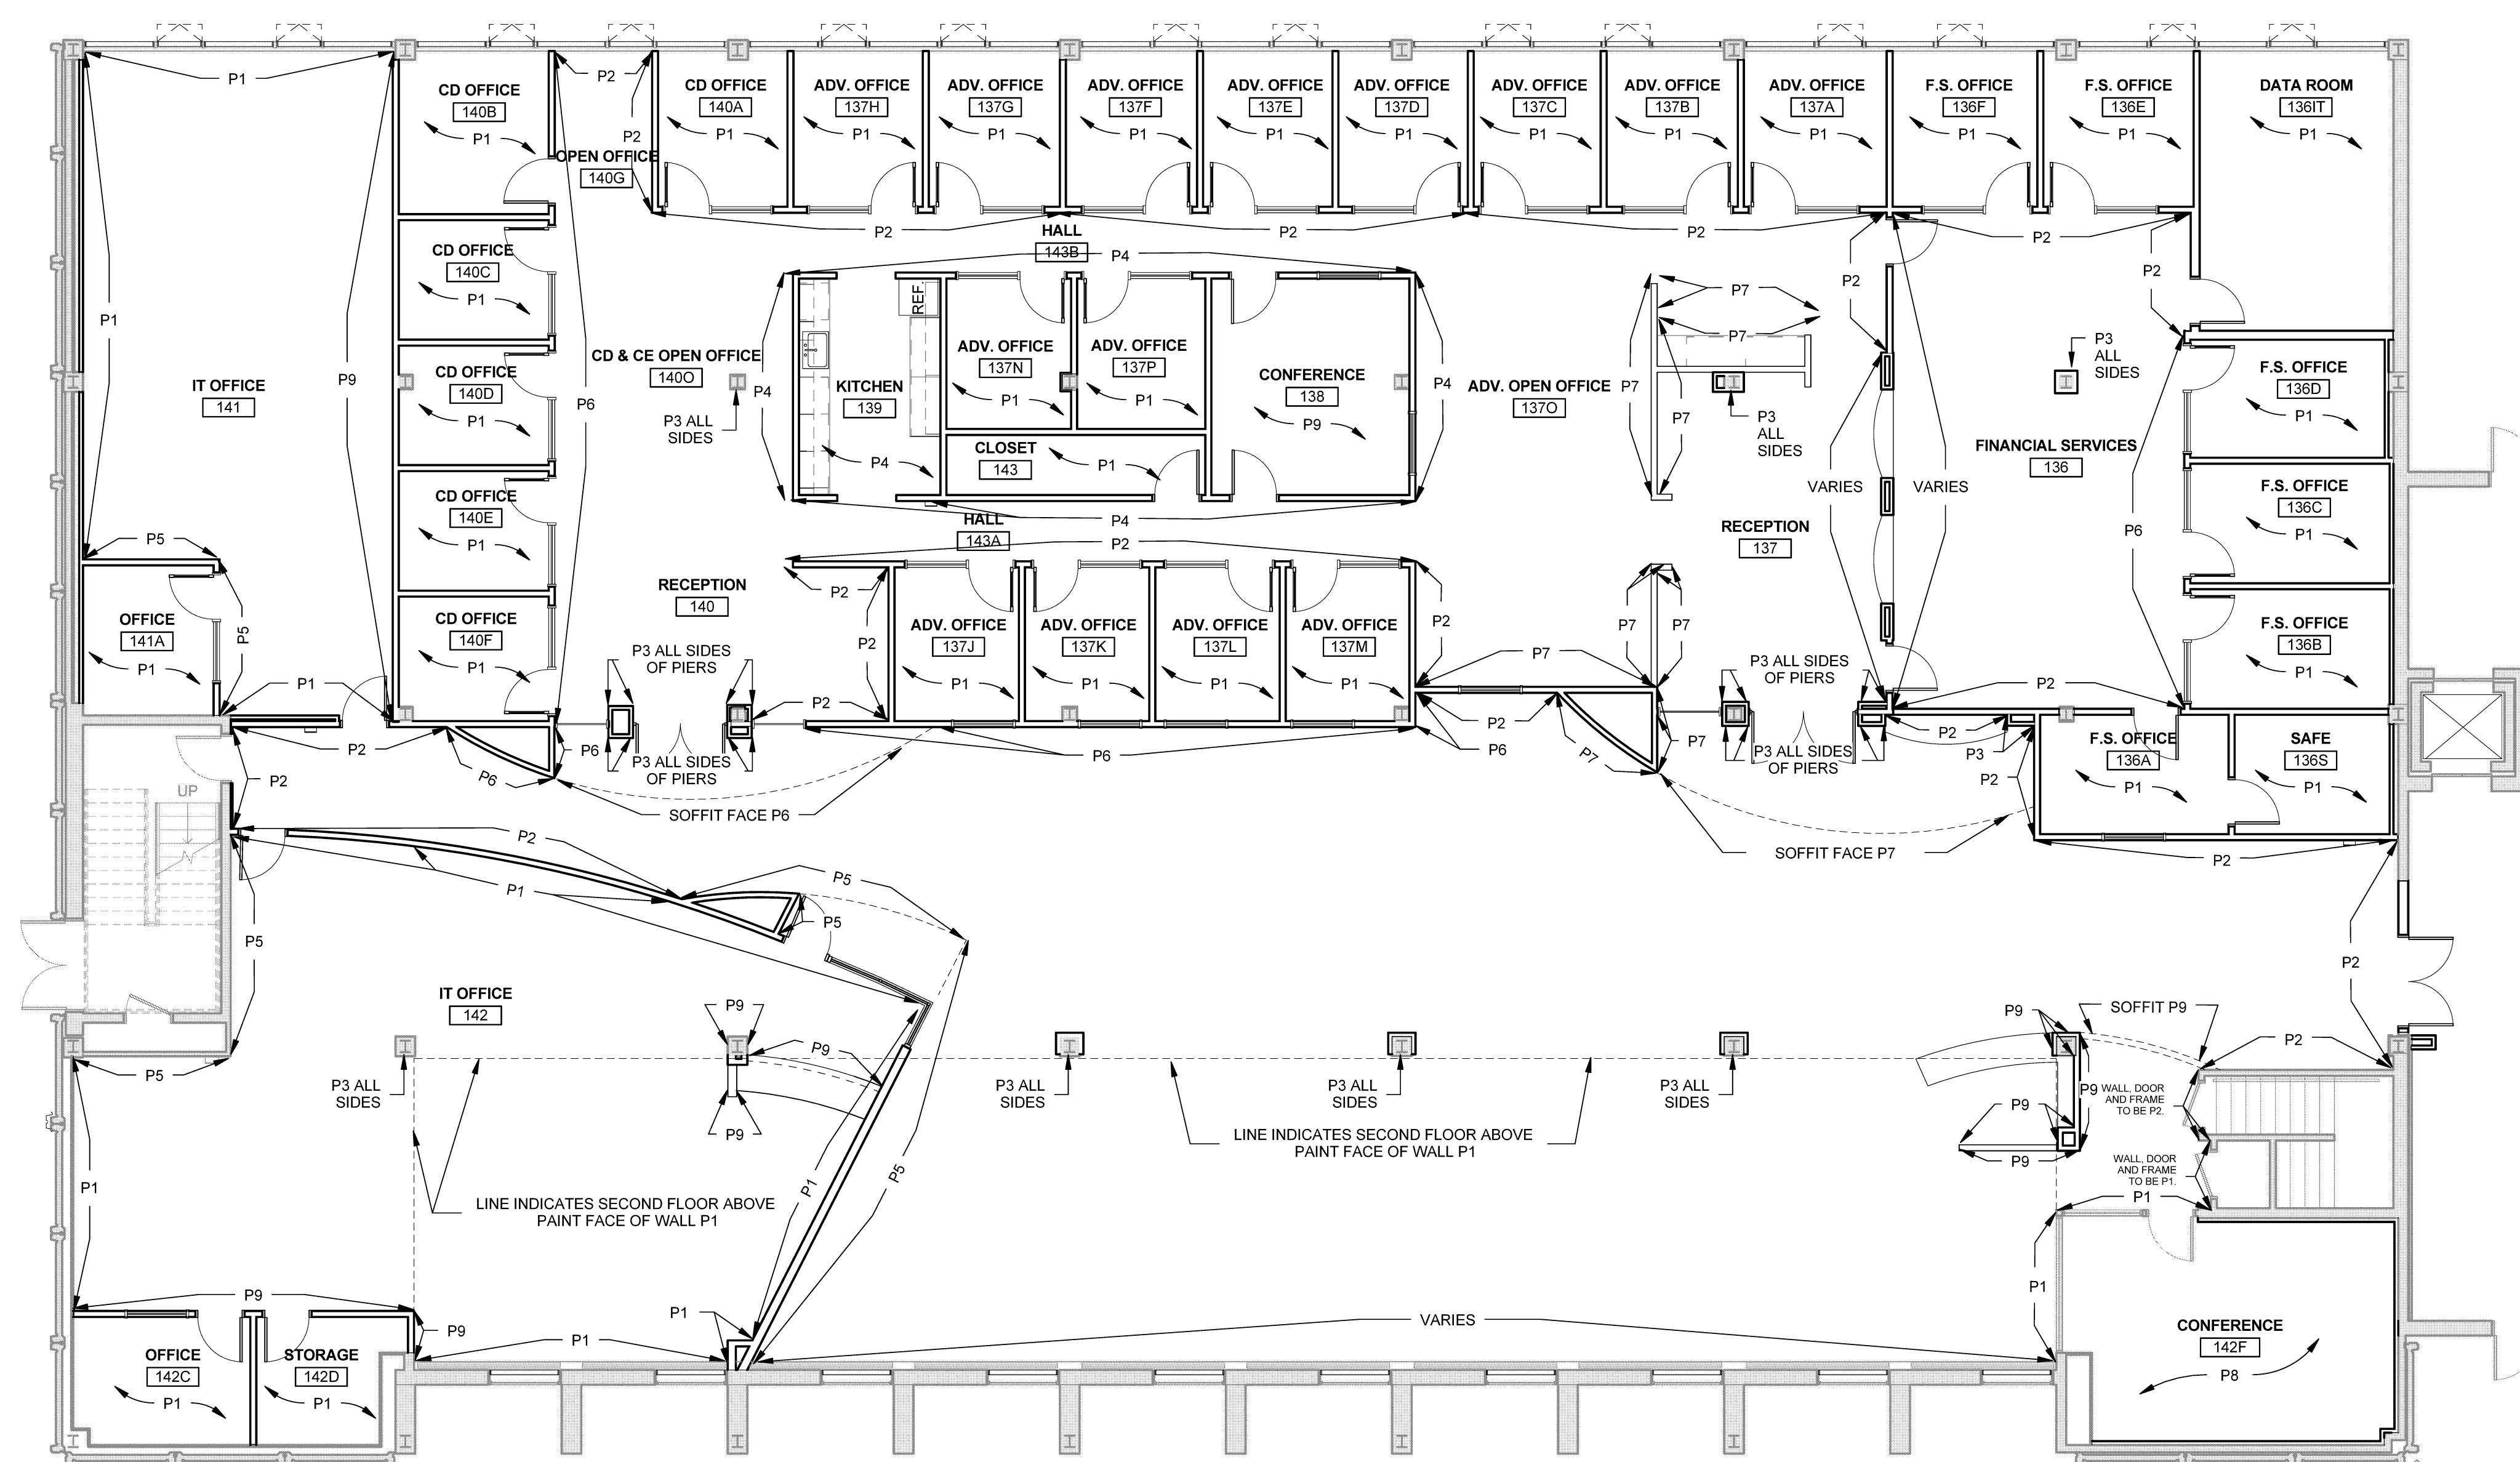 P1
CD OFFICE
140B
P1
P2
P2
OPEN OFFICE
140G
CD OFFICE
140A
P1
ADV. OFFICE
137H
P1
ADV. OFFICE
137G
P1
ADV. OFFICE
137F
P1
ADV. OFFICE
137E
P1
ADV. OFFICE
137D
P1
ADV. OFFICE
137C
P1
ADV. OFFICE
137B
P1
ADV. OFFICE
137A
P1
F.S. OFFICE
136F
P1
F.S. OFFICE
136E
P1
DATA ROOM
136IT
P1
P2
P2
P2
P2
HALL
143B
P4
CD OFFICE
140C
P1
P1
P9
IT OFFICE
141
CD OFFICE
140D
P1
P6
CD & CE OPEN OFFICE
140O
P3 ALL
SIDES
P4
KITCHEN
139
P4
REF.
ADV. OFFICE
137N
P1
ADV. OFFICE
137P
P1
CONFERENCE
138
P9
P4
CLOSET
143
P1
ADV. OPEN OFFICE
137O
P7
P7
P7
P7
P3
ALL
SIDES
P2
P2
VARIES
VARIES
P3
ALL
SIDES
FINANCIAL SERVICES
136
P6
F.S. OFFICE
136D
P1
F.S. OFFICE
136C
P1
F.S. OFFICE
136B
P1
CD OFFICE
140E
P1
CD OFFICE
140F
P1
P4
HALL
143A
P2
RECEPTION
137
RECEPTION
140
P2
P2
P5
OFFICE
141A
P1
P5
P1
ADV. OFFICE
137J
P1
ADV. OFFICE
137K
P1
ADV. OFFICE
137L
P1
ADV. OFFICE
137M
P1
P2
P7
P7
P7
P3 ALL SIDES
OF PIERS
P3 ALL SIDES
OF PIERS
P2
P2
P2
P6
P6
P3 ALL SIDES
OF PIERS
P6
P2
P6
P7
P7
P3 ALL SIDES
OF PIERS
P2
P3
P2
F.S. OFFICE
136A
P1
SAFE
136S
P1
UP
P2
SOFFIT FACE P6
SOFFIT FACE P7
P2
P2
P1
P5
P5
P5
P2
IT OFFICE
142
P9
P9
P9
P5
P3 ALL
SIDES
P3 ALL
SIDES
P3 ALL
SIDES
P3 ALL
SIDES
P9
SOFFIT P9
P2
P9
WALL, DOOR
AND FRAME
TO BE P2.
P9
P9
WALL, DOOR
AND FRAME
TO BE P1.
P1
LINE INDICATES SECOND FLOOR ABOVE
PAINT FACE OF WALL P1
LINE INDICATES SECOND FLOOR ABOVE
PAINT FACE OF WALL P1
P1
P1
P5
P9
P9
OFFICE
142C
P1
STORAGE
142D
P1
P1
P1
VARIES
P1
CONFERENCE
142F
P8